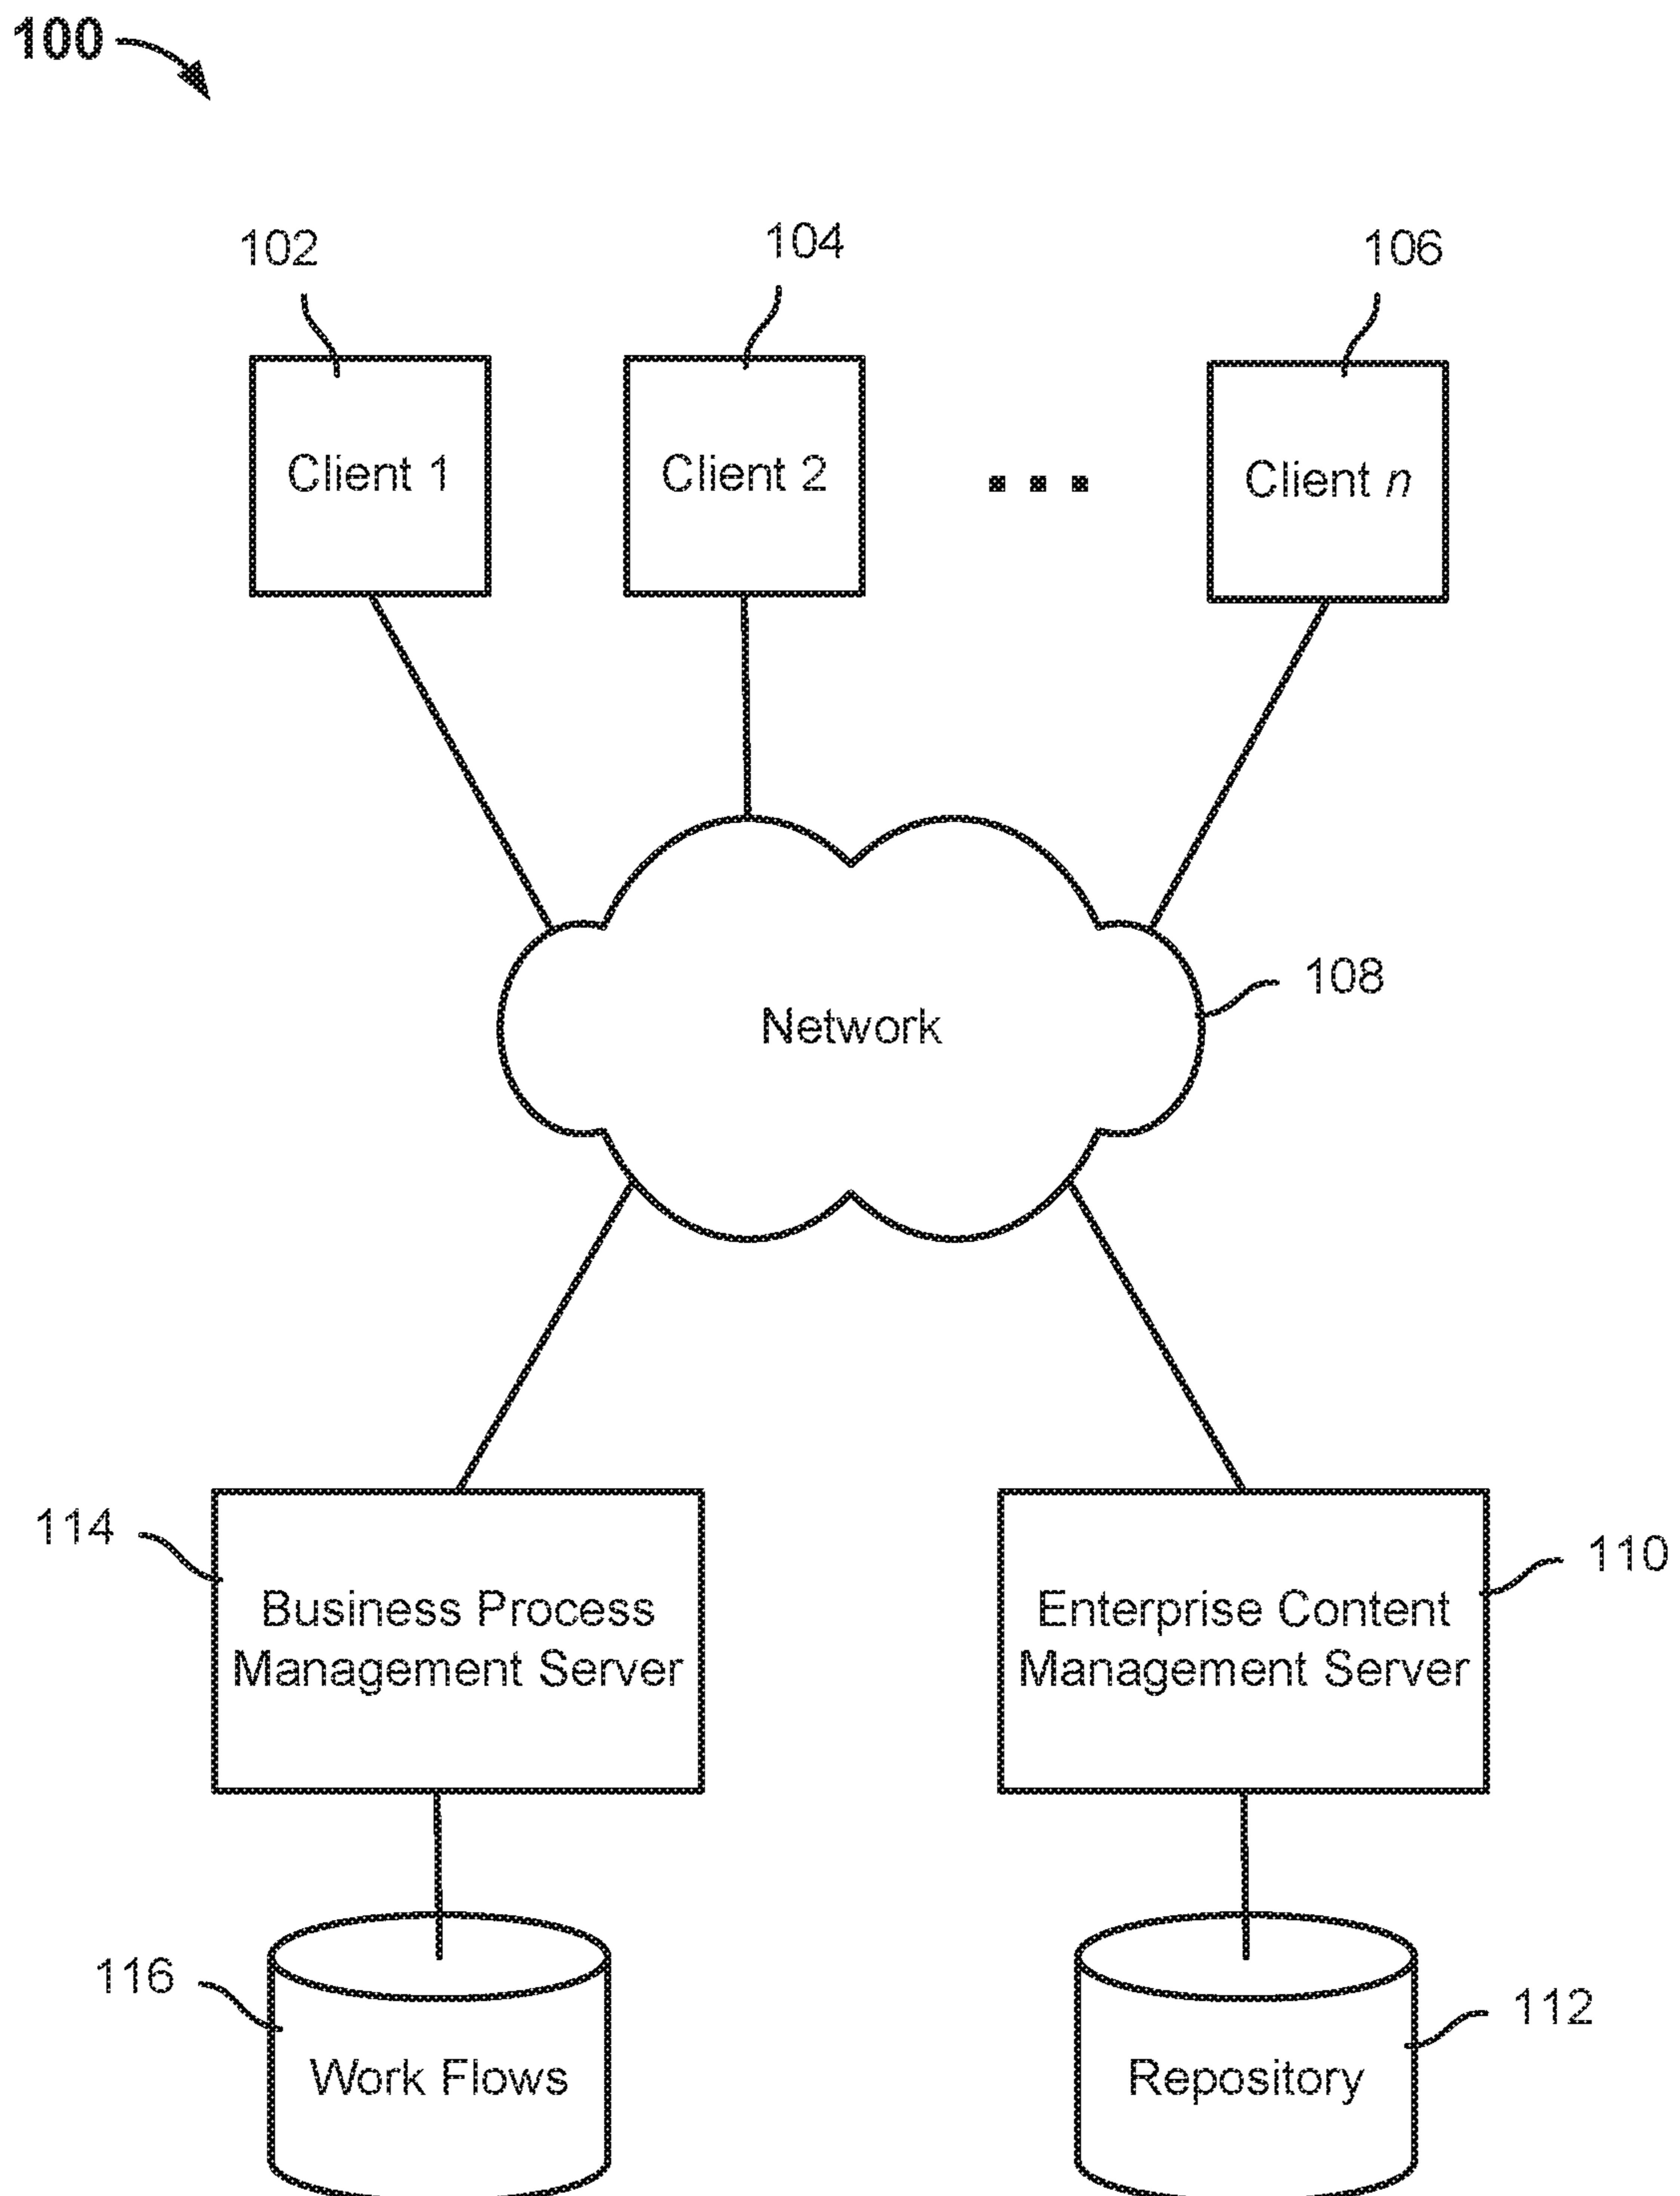 100
102
104
106
Client 1
Client 2
...
Client n
108
Network
114
110
Business Process
Management Server
Enterprise Content
Management Server
116
112
Work Flows
Repository